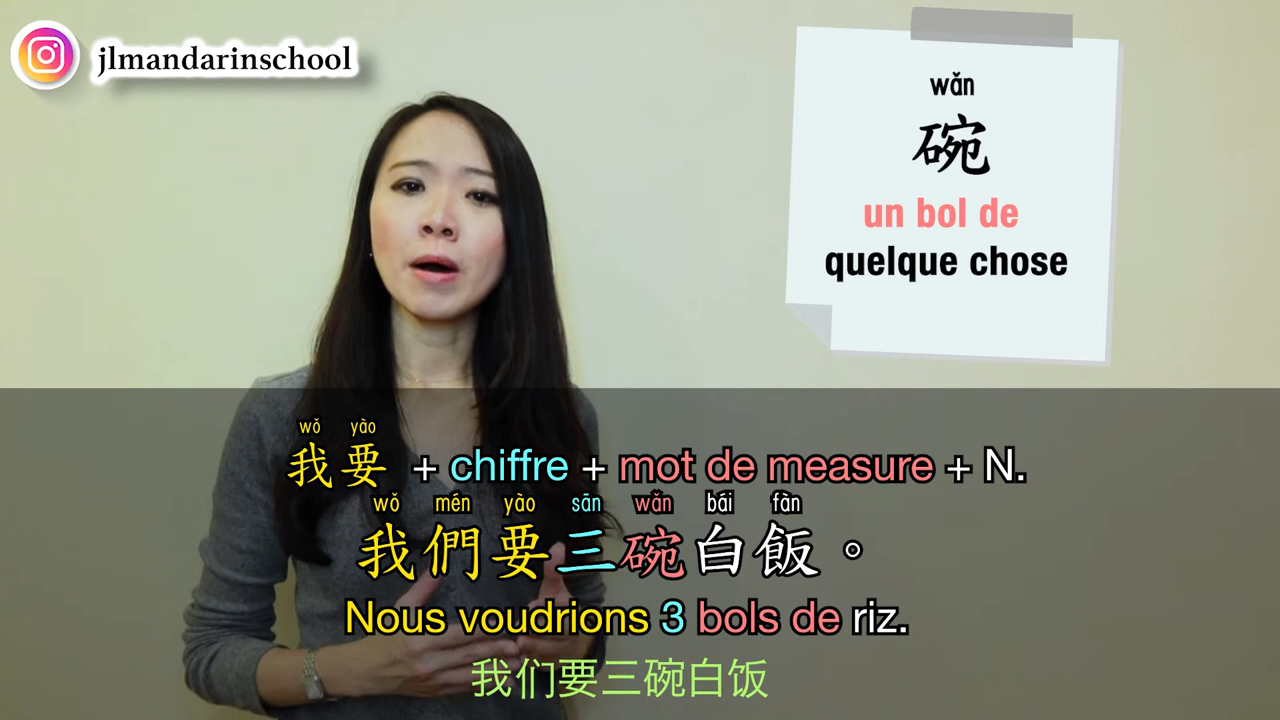 jlmandarinschool
wǎn
碗
un bol de
quelque chose
wǒ yào
我要 + chiffre + mot de measure + N.
wǒ mén yào sān wǎn bái fàn
我們要三碗白飯。
Nous voudrions 3 bols de riz.
我们要三碗白饭